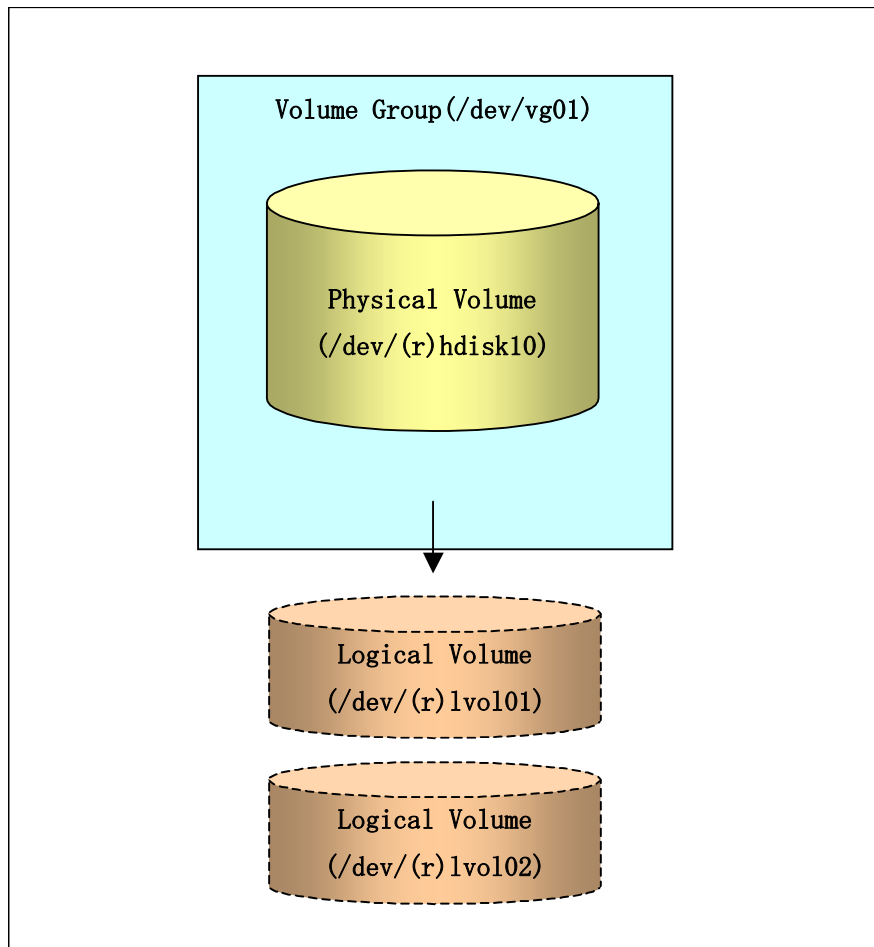 Volume Group(/dev/vg01)
Physical Volume
(/dev/(r)hdisk10)
Logical Volume
(/dev/(r)lvol01)
Logical Volume
(/dev/(r)lvol02)